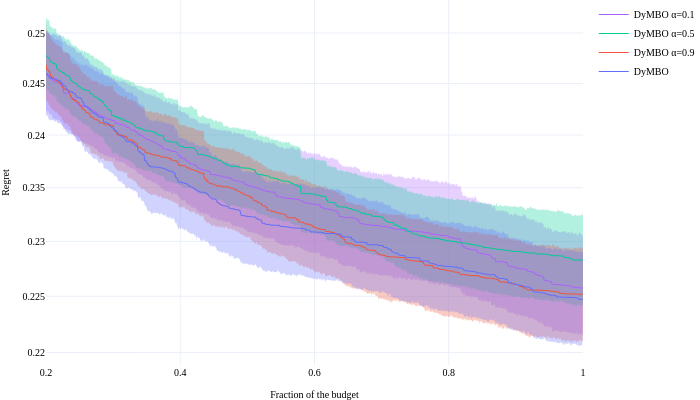 DyMBO α=0.1
DyMBO α=0.5
DyMBO α=0.9
DyMBO
Regret
0.25
0.245
0.24
0.235
0.23
0.225
0.22
0.2 0.4 0.6 0.8 1
Fraction of the budget